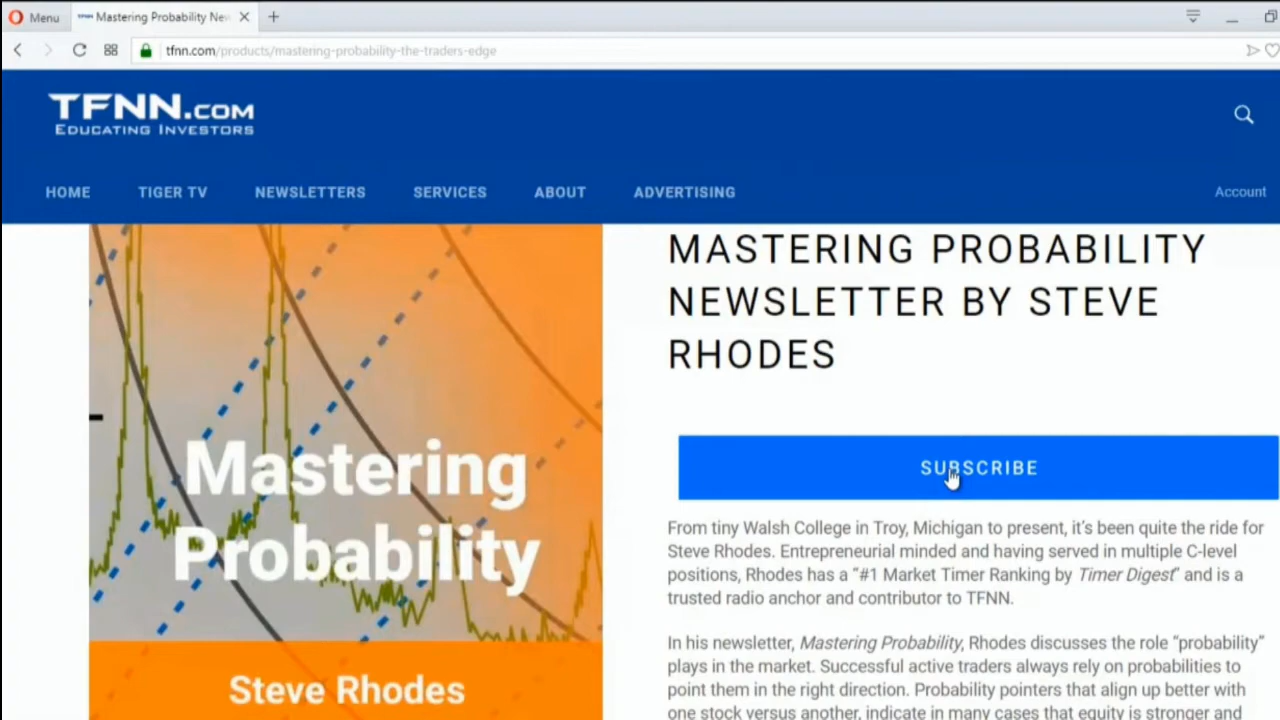 Menu
Mastering Probability New
tfnn.com/products/mastering-probability-the-traders-edge
TFNN.COM
EDUCATING INVESTORS
HOME TIGER TV NEWSLETTERS SERVICES ABOUT ADVERTISING Account
MASTERING PROBABILITY
NEWSLETTER BY STEVE
RHODES
Mastering
Probability
Steve Rhodes
SUBSCRIBE
From tiny Walsh College in Troy, Michigan to present, it’s been quite the ride for
Steve Rhodes. Entrepreneurial minded and having served in multiple C-level
positions, Rhodes has a “#1 Market Timer Ranking by Timer Digest” and is a
trusted radio anchor and contributor to TFNN.
In his newsletter, Mastering Probability, Rhodes discusses the role “probability”
plays in the market. Successful active traders always rely on probabilities to
point them in the right direction. Probability pointers that align up better with
one stock versus another, indicate in many cases that equity is stronger and